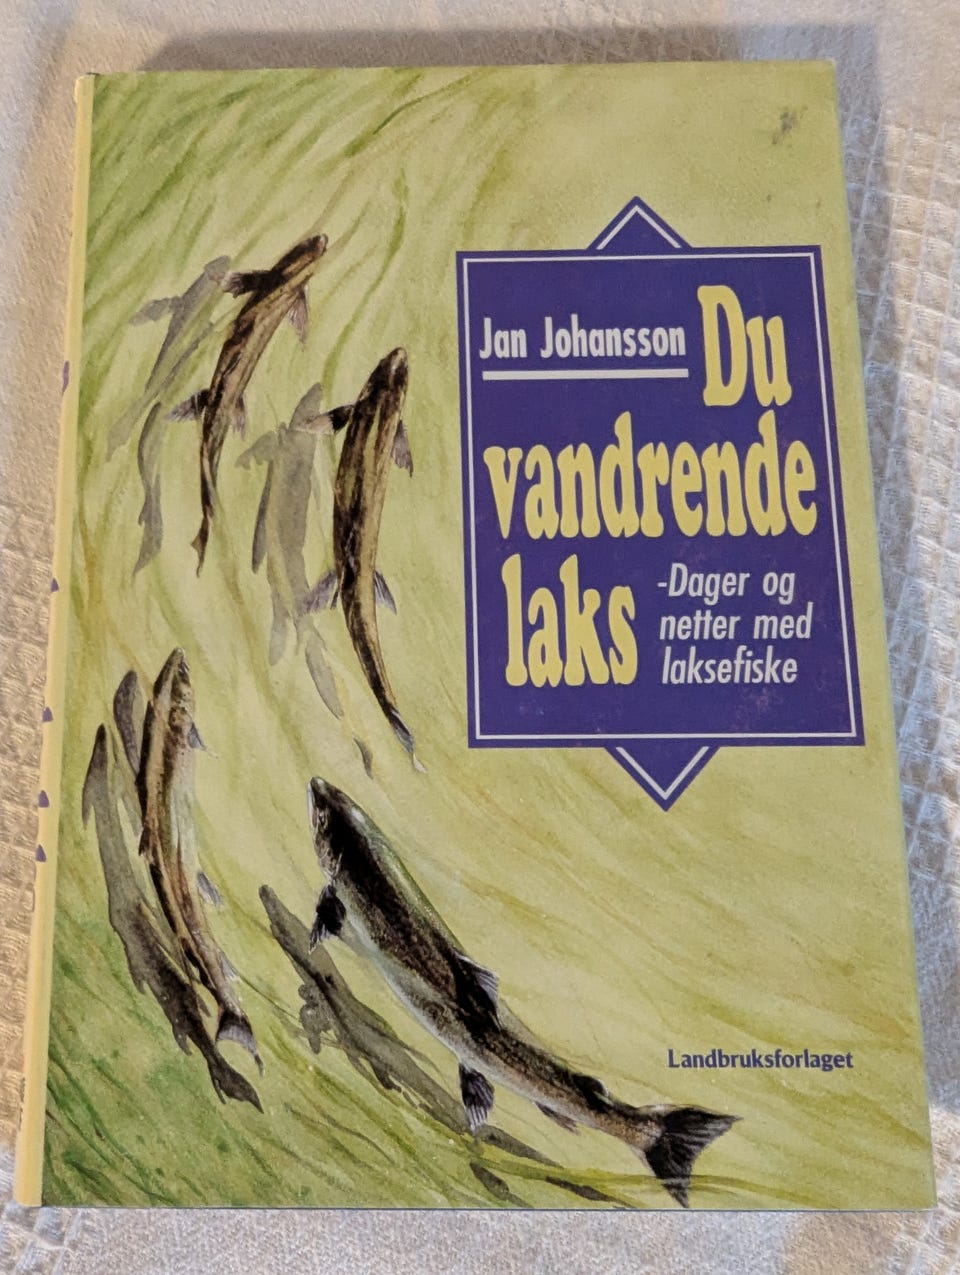 Jan Johansson
Du
vandrende
laks
-Dager og
netter med
laksefiske
Landbruksforlaget